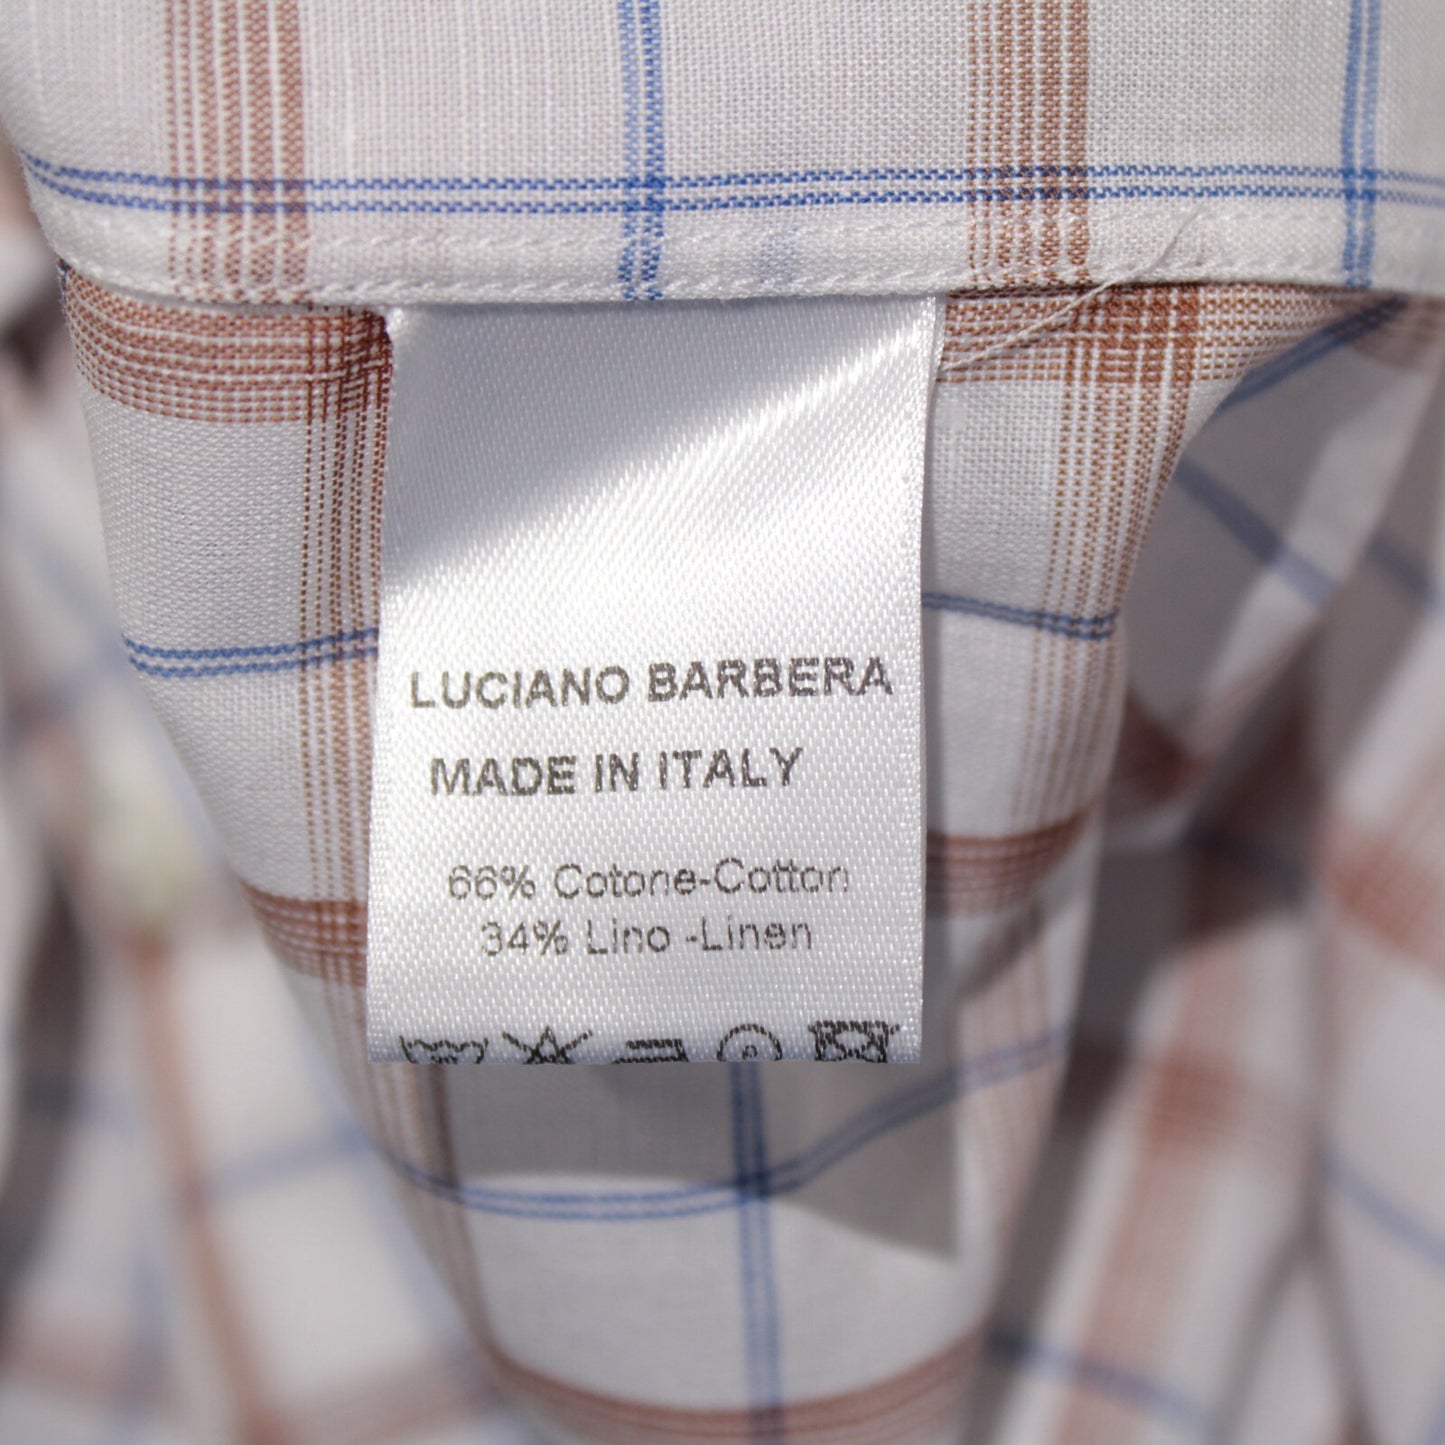 LUCIANO BARBERA
MADE IN ITALY
66% Cotone-Cotton
34% Lino -Linen